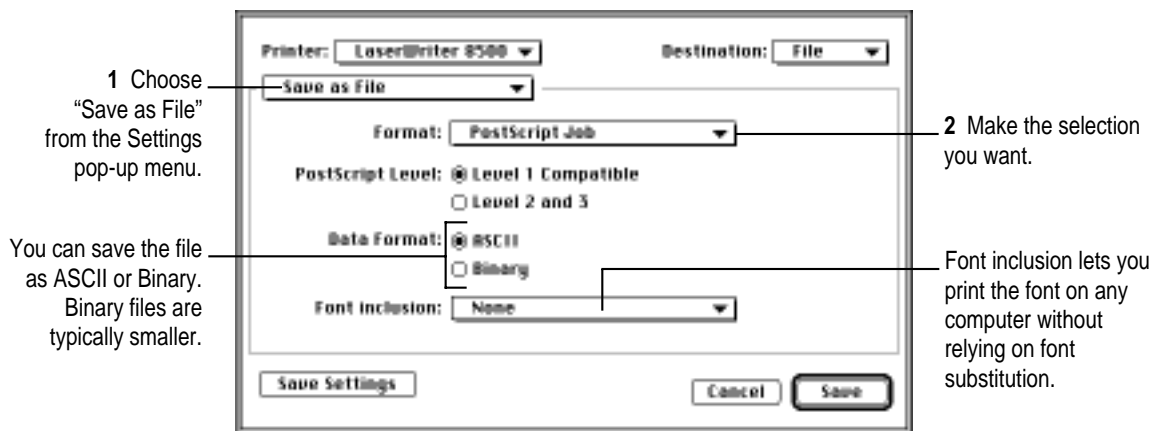 Printer: LaserWriter 8500 Destination: File
1 Choose
“Save as File”
from the Settings
pop-up menu.
Save as File
Format: PostScript Job
2 Make the selection
you want.
PostScript Level: Level 1 Compatible
Level 2 and 3
You can save the file
as ASCII or Binary.
Binary files are
typically smaller.
Data Format: ASCII
Binary
Font inclusion: None
Font inclusion lets you
print the font on any
computer without
relying on font
substitution.
Save Settings Cancel Save